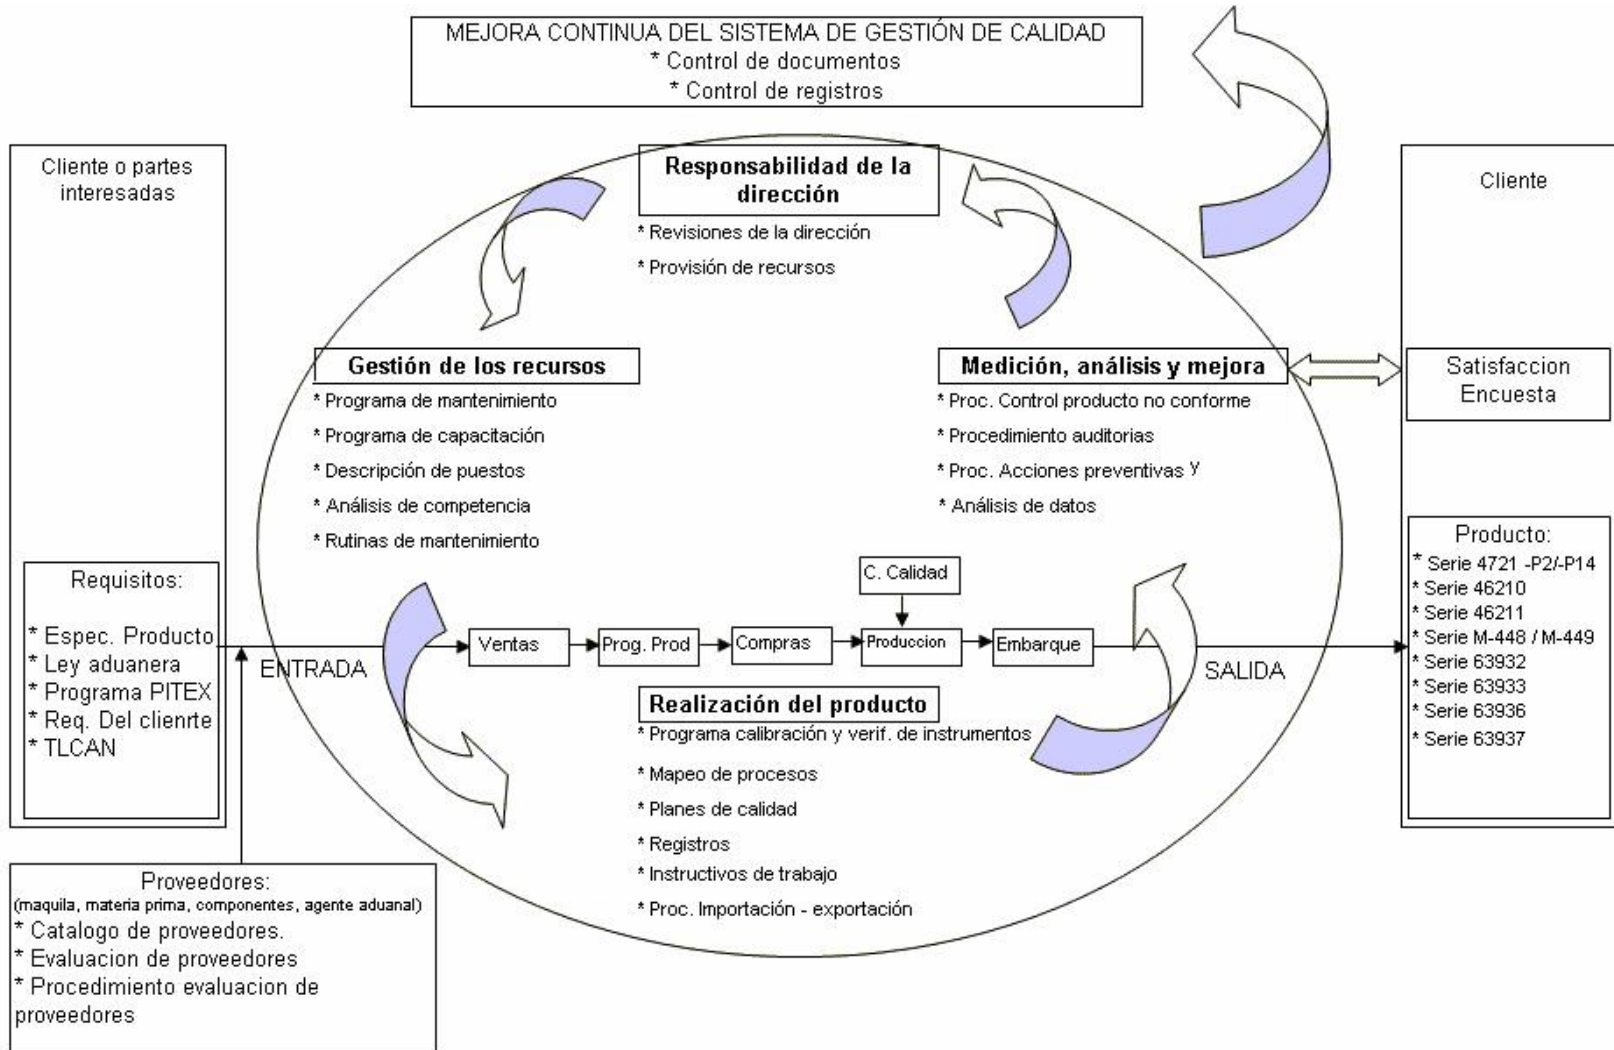 MEJORA CONTINUA DEL SISTEMA DE GESTIÓN DE CALIDAD
* Control de documentos
* Control de registros
Cliente o partes
interesadas
Responsabilidad de la
dirección
* Revisiones de la dirección
* Provisión de recursos
Cliente
Gestión de los recursos
* Programa de mantenimiento
* Programa de capacitación
* Descripción de puestos
* Análisis de competencia
* Rutinas de mantenimiento
Medición, análisis y mejora
* Proc. Control producto no conforme
* Procedimiento auditorias
* Proc. Acciones preventivas y
* Análisis de datos
Satisfaccion
Encuesta
Requisitos:
* Espec. Producto
* Ley aduanera
* Programa PITEX
* Req. Del clienrte
* TLCAN
ENTRADA
Ventas
Prog. Prod
Compras
C. Calidad
Produccion
Embarque
SALIDA
Producto:
* Serie 4721 -P2/-P14
* Serie 46210
* Serie 46211
* Serie M-448 / M-449
* Serie 63932
* Serie 63933
* Serie 63936
* Serie 63937
Realización del producto
* Programa calibración y verif. de instrumentos
* Mapeo de procesos
* Planes de calidad
* Registros
* Instructivos de trabajo
* Proc. Importación - exportación
Proveedores:
(maquila, materia prima, componentes, agente aduanal)
* Catalogo de proveedores.
* Evaluacion de proveedores
* Procedimiento evaluacion de
proveedores